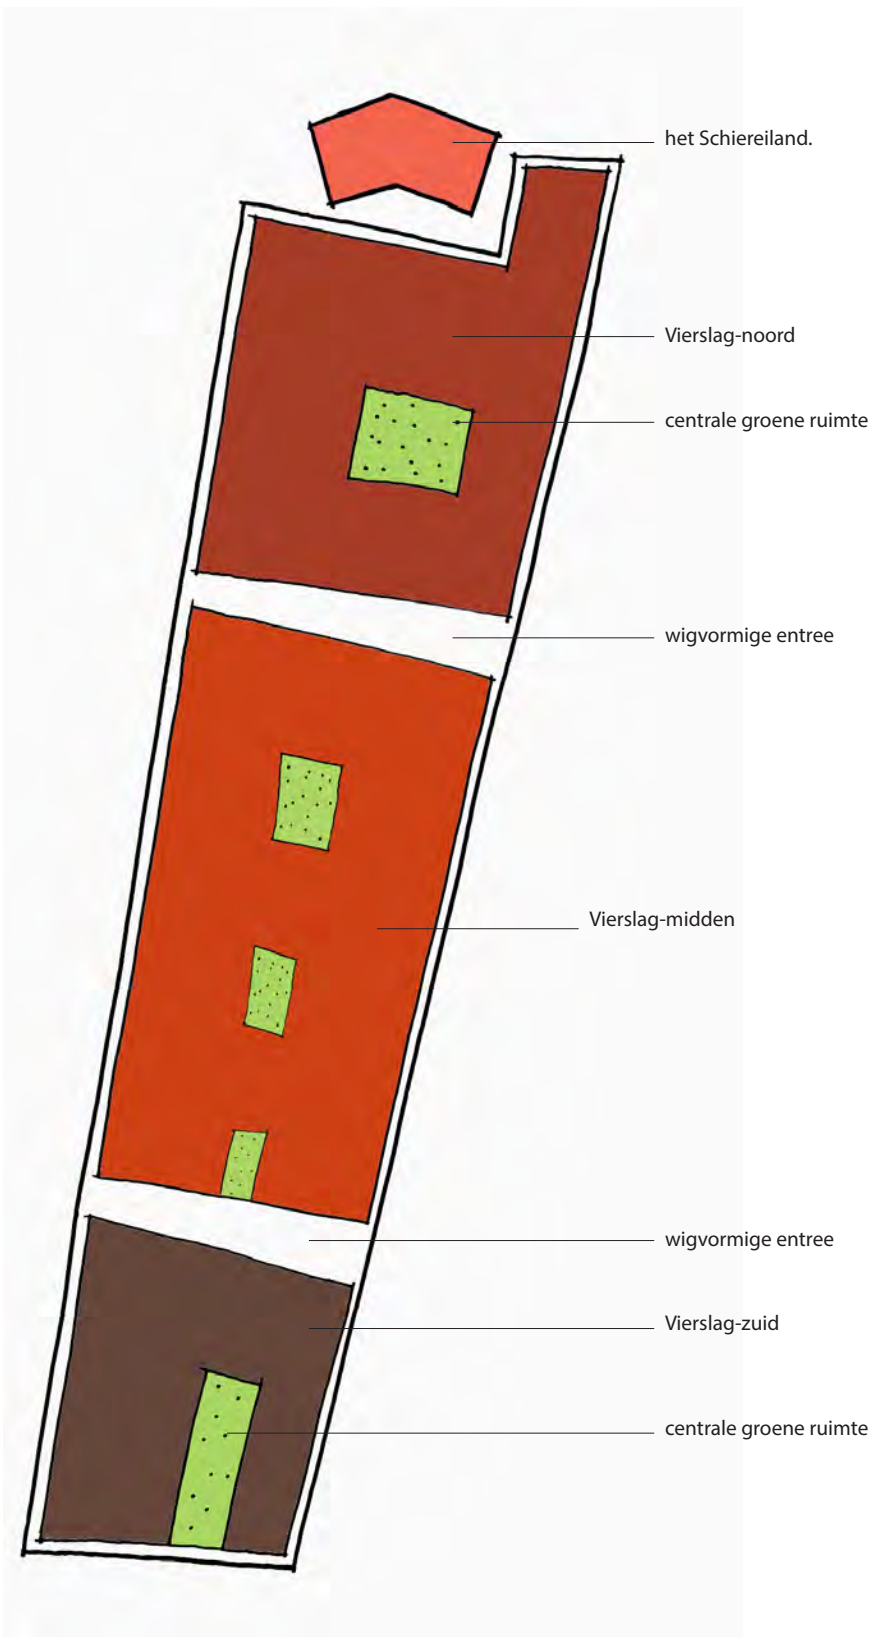 het Schiereiland.
Vierslag-noord
centrale groene ruimte
wigvormige entree
Vierslag-midden
wigvormige entree
Vierslag-zuid
centrale groene ruimte